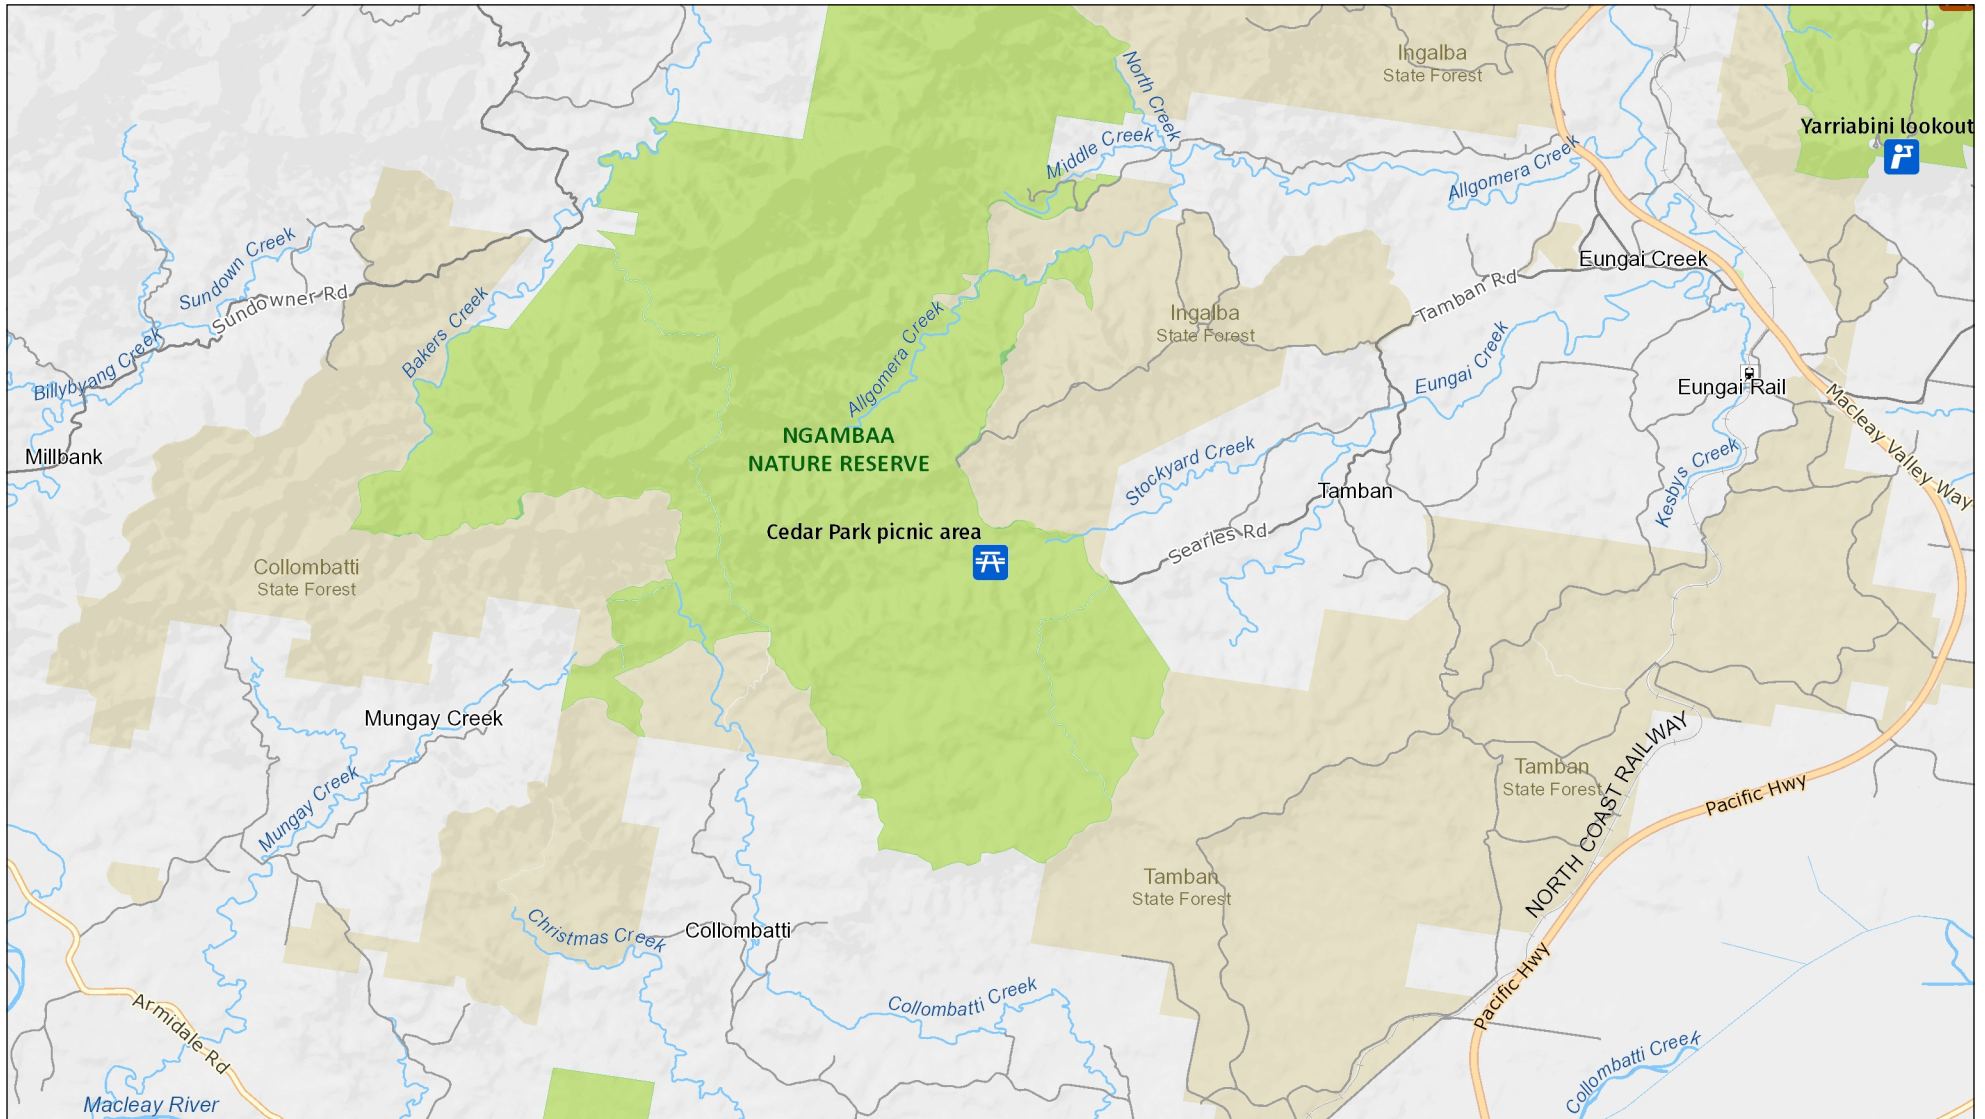 Ingalba
State Forest
North Creek
Yarriabini lookout
Middle Creek
Allgomera Creek
Sundown Creek
Eungai Creek
Sundowner Rd
Tamban Rd
Bakers Creek
Ingalba
State Forest
Allgomera Creek
Billybyang Creek
Eungai Creek
Eungai Rail
Macleay Valley Way
NGAMBAA
NATURE RESERVE
Millbank
Stockyard Creek
Kesbys Creek
Tamban
Cedar Park picnic area
Searles Rd
Collombatti
State Forest
Mungay Creek
NORTH COAST RAILWAY
Tamban
State Forest
Pacific Hwy
Mungay Creek
Tamban
State Forest
Christmas Creek
Collombatti
Pacific Hwy
Collombatti Creek
Armidale Rd
Collombatti Creek
Macleay River